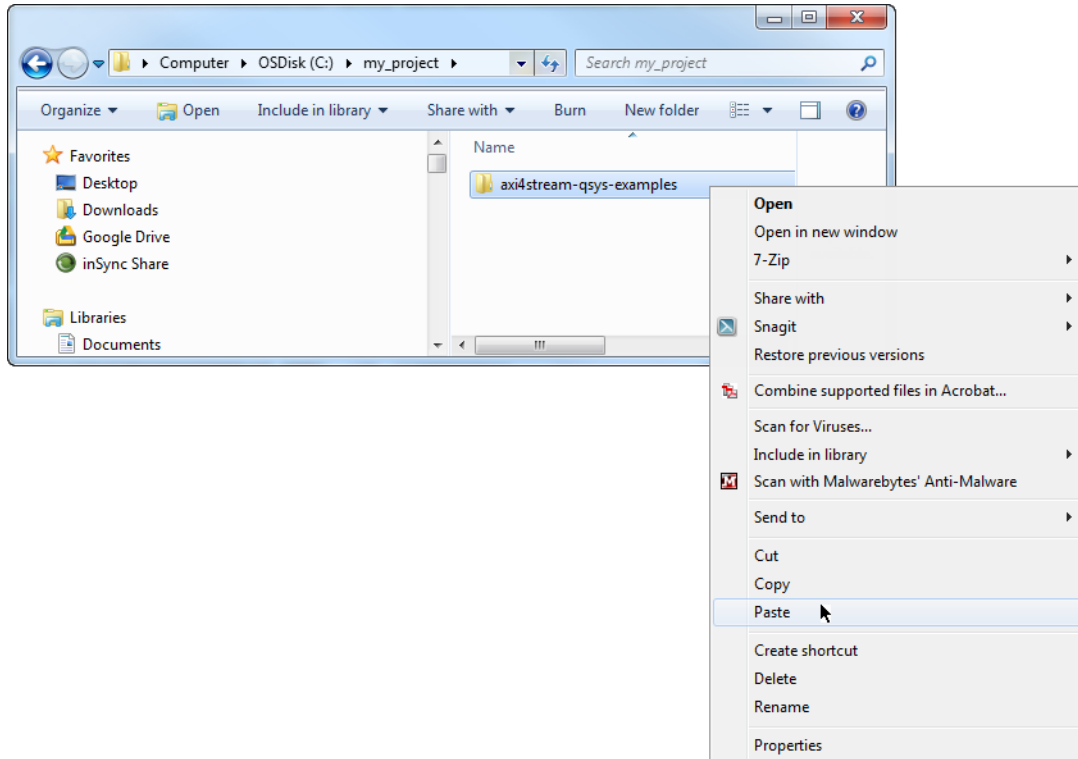 Computer OSDisk (C:) my_project
Search my_project
Organize Open Include in library Share with Burn New folder
Favorites
Desktop
Downloads
Google Drive
inSync Share
Libraries
Documents
Name
axi4stream-qsys-examples
Open
Open in new window
7-Zip
Share with
Snagit
Restore previous versions
Combine supported files in Acrobat...
Scan for Viruses...
Include in library
Scan with Malwarebytes' Anti-Malware
Send to
Cut
Copy
Paste
Create shortcut
Delete
Rename
Properties